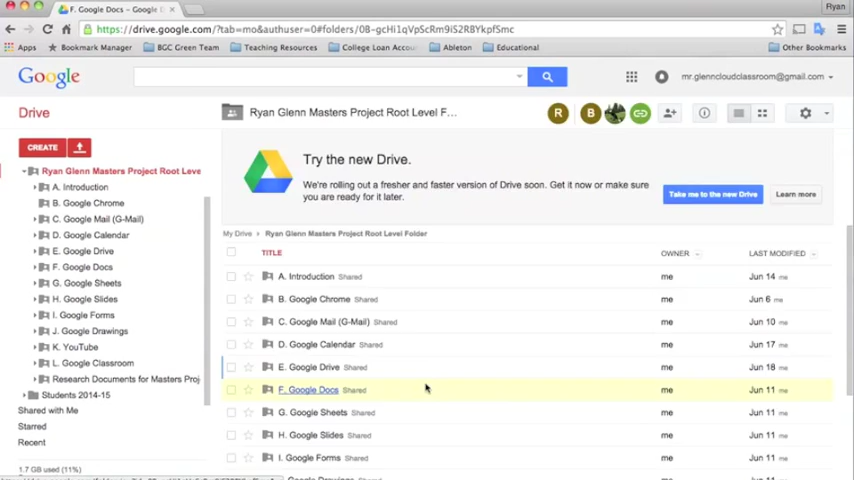 F. Google Docs - Google D
Ryan
https://drive.google.com/?tab=mo&authuser=0#folders/0B-gcHi1qVpScRm9iS2RBYkpfSmc
Apps Bookmark Manager BGC Green Team Teaching Resources College Loan Accou Ableton Educational Other Bookmarks
Google
mr.glenncloudclassroom@gmail.com
Drive
Ryan Glenn Masters Project Root Level F...
R B
CREATE
Ryan Glenn Masters Project Root Leve
A. Introduction
B. Google Chrome
C. Google Mail (G-Mail)
D. Google Calendar
E. Google Drive
F. Google Docs
G. Google Sheets
H. Google Slides
I. Google Forms
J. Google Drawings
K. YouTube
L. Google Classroom
Research Documents for Masters Proj
Students 2014-15
Shared with Me
Starred
Recent
1.7 GB used (11%)
Try the new Drive.
We're rolling out a fresher and faster version of Drive soon. Get it now or make sure
you are ready for it later.
Take me to the new Drive
Learn more
My Drive > Ryan Glenn Masters Project Root Level Folder
TITLE OWNER LAST MODIFIED
A. Introduction Shared me Jun 14 me
B. Google Chrome Shared me Jun 6 me
C. Google Mail (G-Mail) Shared me Jun 10 me
D. Google Calendar Shared me Jun 17 me
E. Google Drive Shared me Jun 18 me
F. Google Docs Shared me Jun 11 me
G. Google Sheets Shared me Jun 11 me
H. Google Slides Shared me Jun 11 me
I. Google Forms Shared me Jun 11 me
Google Drawings Shared me Jun 11 me